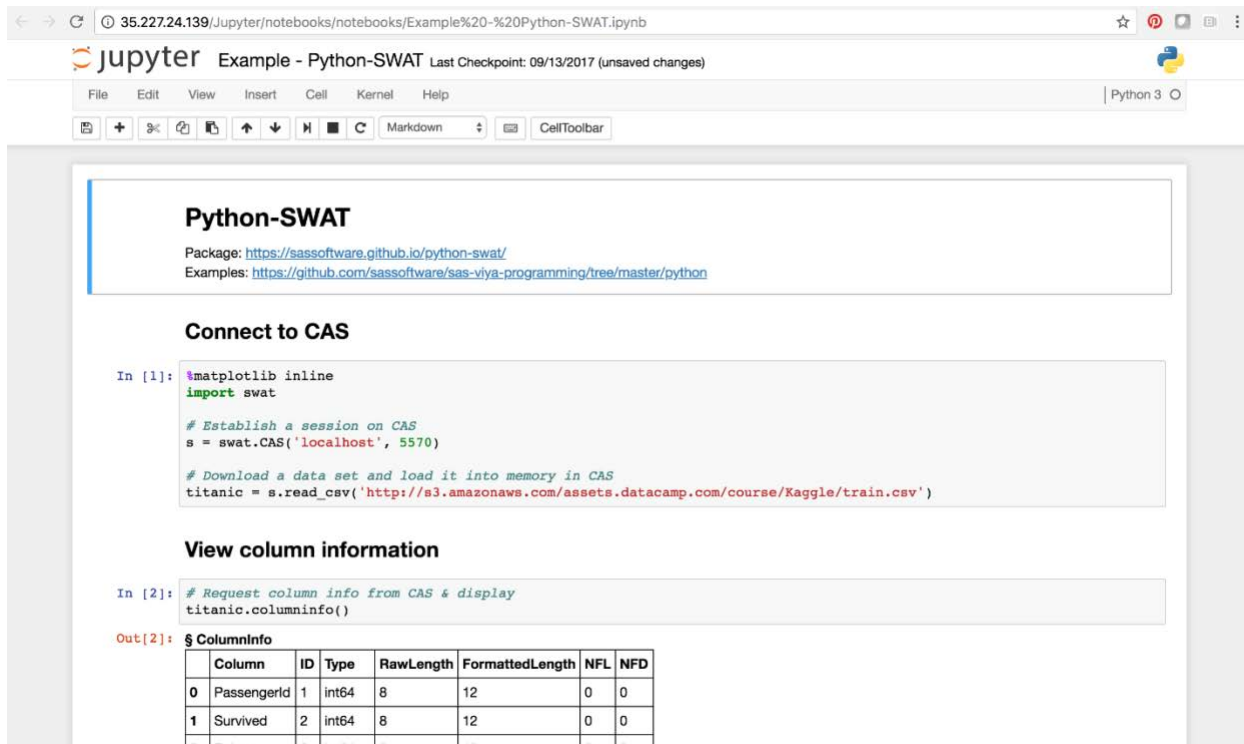 35.227.24.139/Jupyter/notebooks/notebooks/Example%20-%20Python-SWAT.ipynb
jupyter Example - Python-SWAT Last Checkpoint: 09/13/2017 (unsaved changes)
File Edit View Insert Cell Kernel Help Python 3
Markdown CellToolbar
Python-SWAT
Package: https://sassoftware.github.io/python-swat/
Examples: https://github.com/sassoftware/sas-viya-programming/tree/master/python
Connect to CAS
In [1]: %matplotlib inline
import swat
# Establish a session on CAS
s = swat.CAS('localhost', 5570)
# Download a data set and load it into memory in CAS
titanic = s.read_csv('http://s3.amazonaws.com/assets.datacamp.com/course/Kaggle/train.csv')
View column information
In [2]: # Request column info from CAS & display
titanic.columninfo()
Out[2]: § ColumnInfo
Column ID Type RawLength FormattedLength NFL NFD
0 PassengerId 1 int64 8 12 0 0
1 Survived 2 int64 8 12 0 0